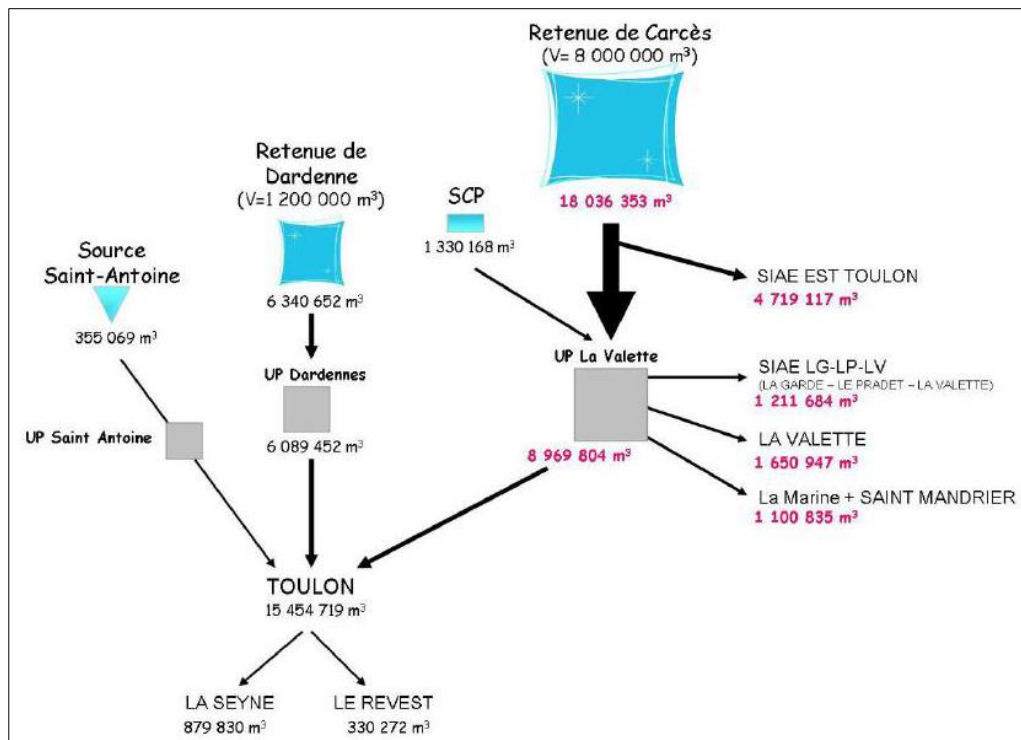 Retenue de Carcès
(V= 8 000 000 m³)
18 036 353 m³
Retenue de
Dardenne
(V=1 200 000 m³)
6 340 652 m³
SCP
1 330 168 m³
Source
Saint-Antoine
355 069 m³
SIAE EST TOULON
4 719 117 m³
UP La Valette
UP Dardennes
6 089 452 m³
UP Saint Antoine
8 969 804 m³
SIAE LG-LP-LV
(LA GARDE – LE PRADET – LA VALETTE)
1 211 684 m³
LA VALETTE
1 650 947 m³
La Marine + SAINT MANDRIER
1 100 835 m³
TOULON
15 454 719 m³
LA SEYNE
879 830 m³
LE REVEST
330 272 m³